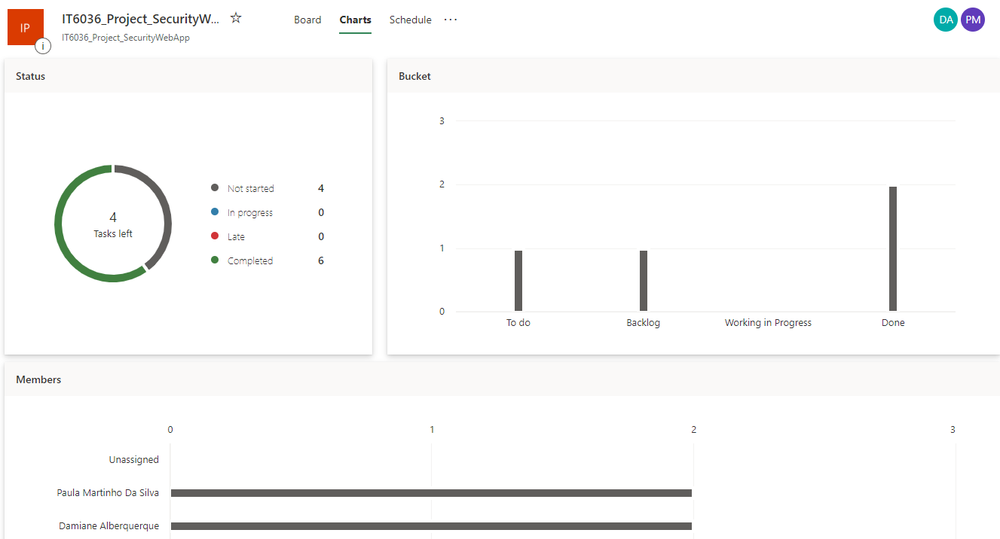 IP
i
IT6036_Project_SecurityW...
IT6036_Project_SecurityWebApp
Board
Charts
Schedule
...
DA
PM
Status
4
Tasks left
Not started 4
In progress 0
Late 0
Completed 6
Bucket
3
2
1
0
To do
Backlog
Working in Progress
Done
Members
0 1 2 3
Unassigned
Paula Martinho Da Silva
Damiane Alberquerque